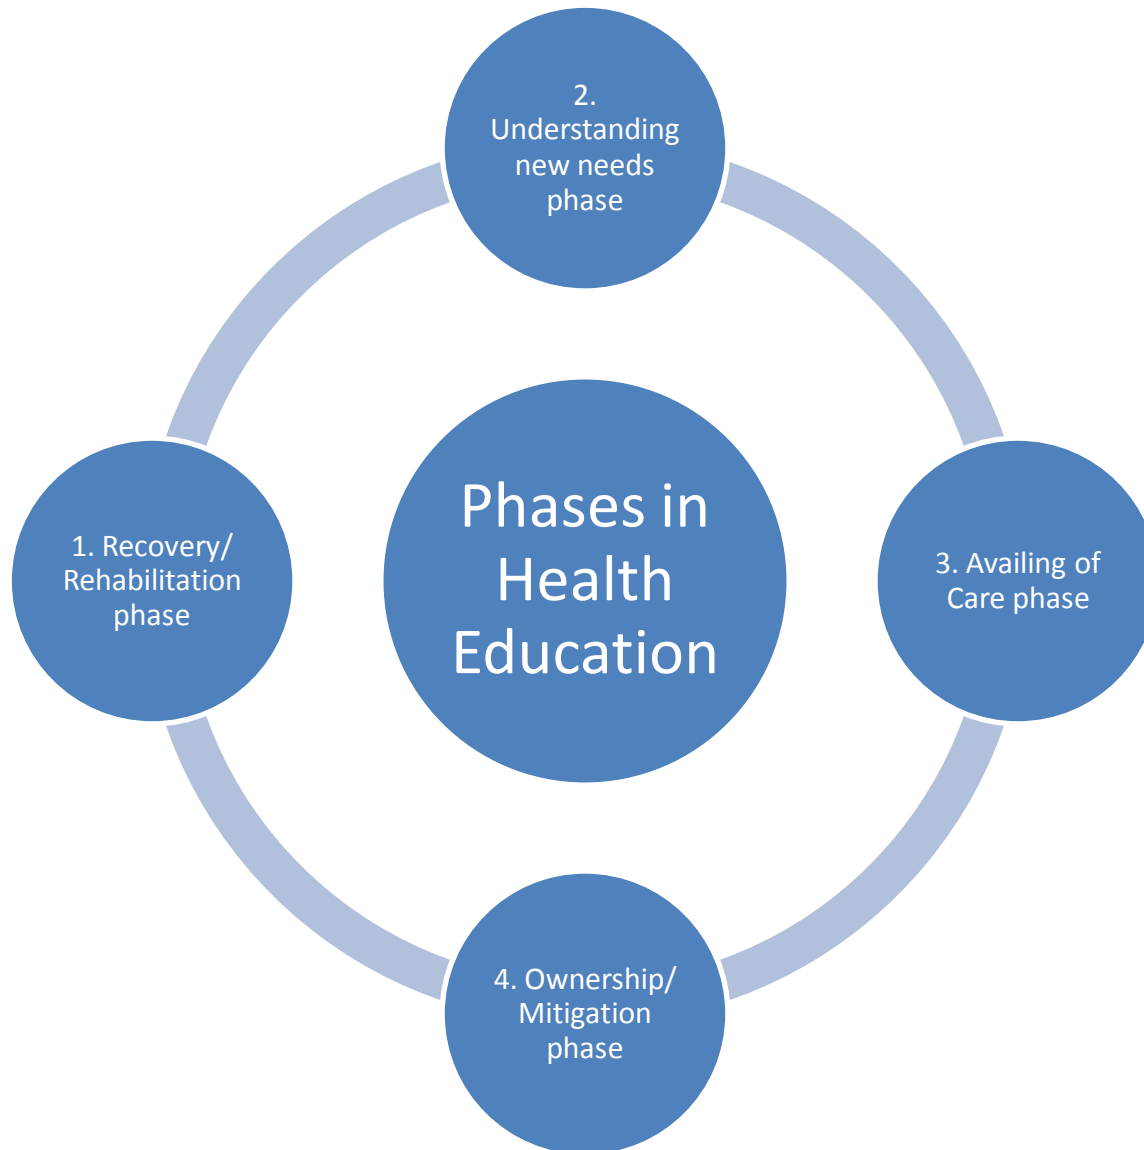 2.
Understanding
new needs
phase
1. Recovery/
Rehabilitation
phase
Phases in
Health
Education
3. Availing of
Care phase
4. Ownership/
Mitigation
phase